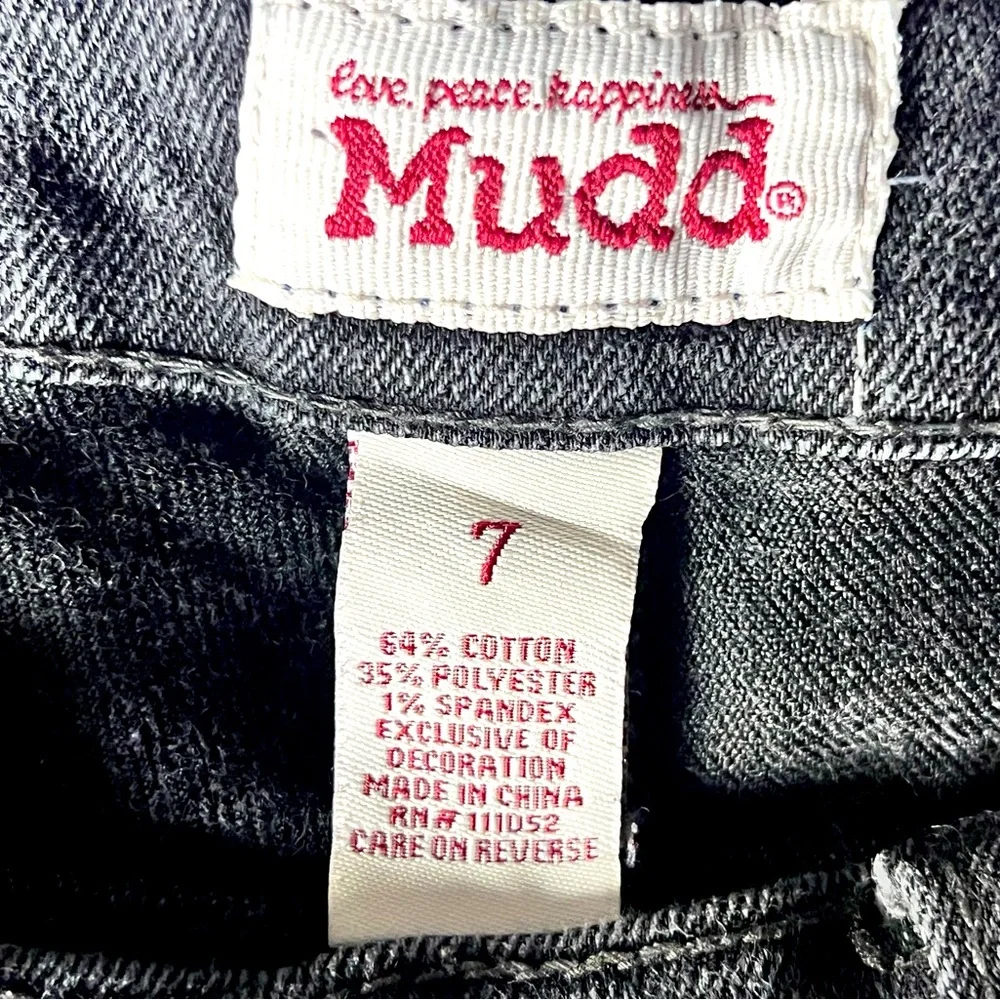 love. peace. happiness
Mudd®
7
64% COTTON
35% POLYESTER
1% SPANDEX
EXCLUSIVE OF
DECORATION
MADE IN CHINA
RN# 111052
CARE ON REVERSE